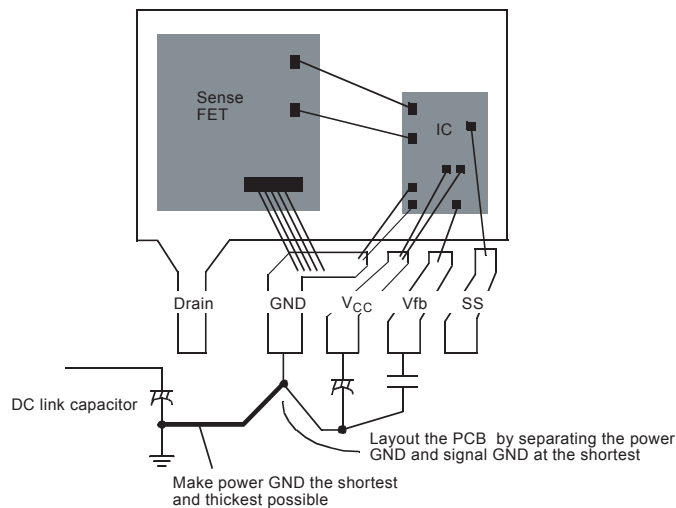 Sense
FET
IC
Drain
GND
VCC
Vfb
SS
DC link capacitor
Layout the PCB by separating the power
GND and signal GND at the shortest
Make power GND the shortest
and thickest possible